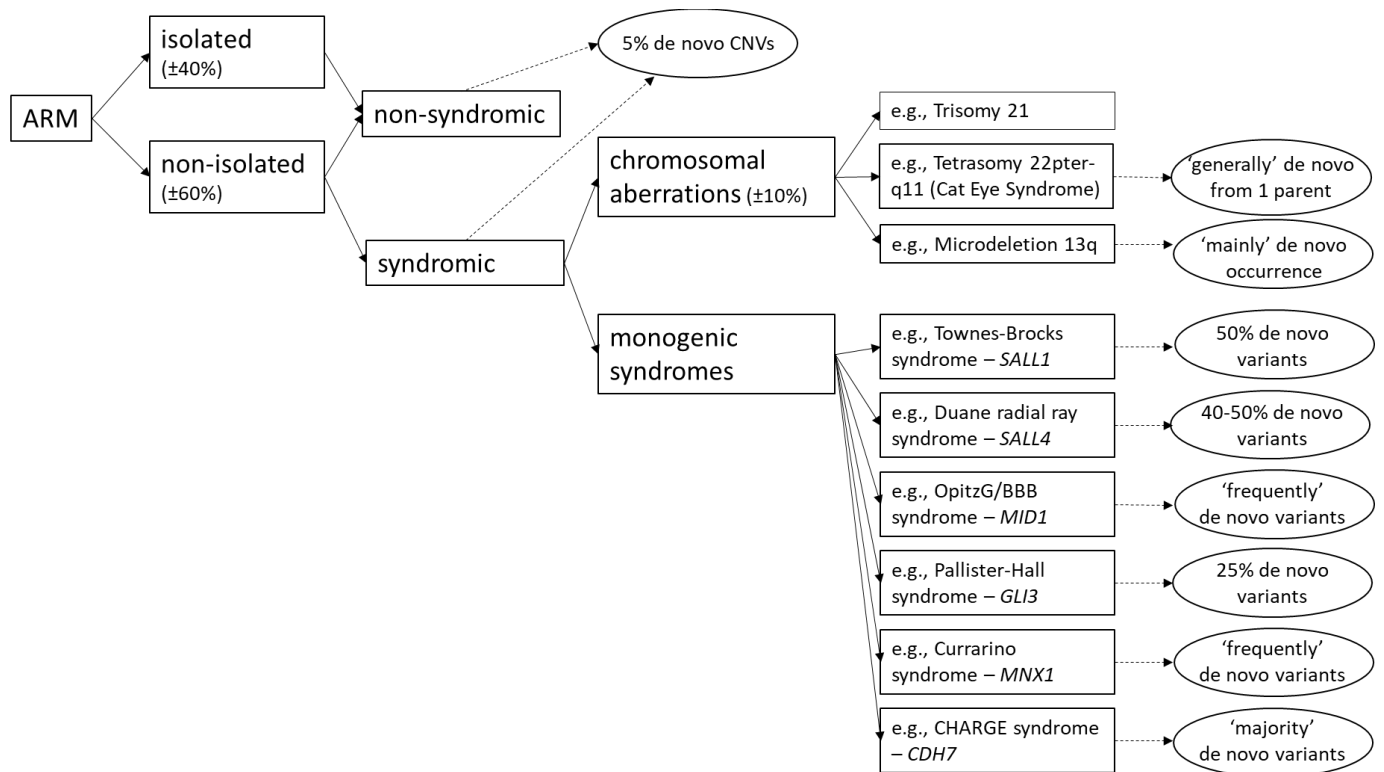 ARM
isolated
(±40%)
non-isolated
(±60%)
non-syndromic
syndromic
5% de novo CNVs
chromosomal
aberrations (±10%)
monogenic
syndromes
e.g., Trisomy 21
e.g., Tetrasomy 22pter-
q11 (Cat Eye Syndrome)
'generally' de novo
from 1 parent
e.g., Microdeletion 13q
'mainly' de novo
occurrence
e.g., Townes-Brocks
syndrome – SALL1
50% de novo
variants
e.g., Duane radial ray
syndrome – SALL4
40-50% de novo
variants
e.g., OpitzG/BBB
syndrome – MID1
'frequently'
de novo variants
e.g., Pallister-Hall
syndrome – GLI3
25% de novo
variants
e.g., Currarino
syndrome – MNX1
'frequently'
de novo variants
e.g., CHARGE syndrome
– CDH7
'majority'
de novo variants